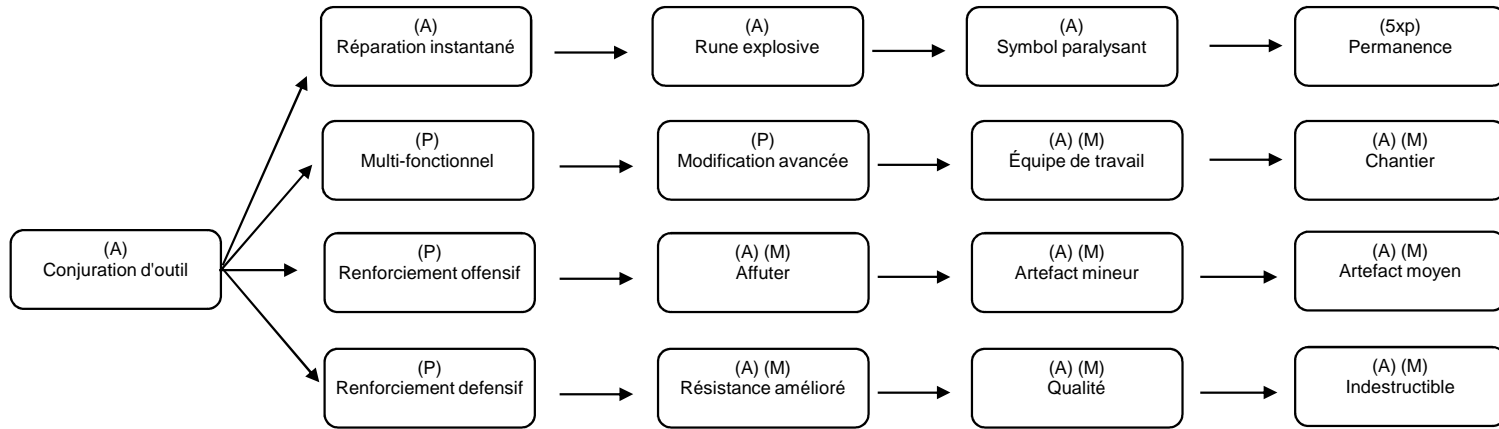 (A)
Réparation instantané
(A)
Rune explosive
(A)
Symbol paralysant
(5xp)
Permanence
(P)
Multi-fonctionnel
(P)
Modification avancée
(A) (M)
Équipe de travail
(A) (M)
Chantier
(A)
Conjuration d'outil
(P)
Renforciement offensif
(A) (M)
Affuter
(A) (M)
Artefact mineur
(A) (M)
Artefact moyen
(P)
Renforciement defensif
(A) (M)
Résistance amélioré
(A) (M)
Qualité
(A) (M)
Indestructible